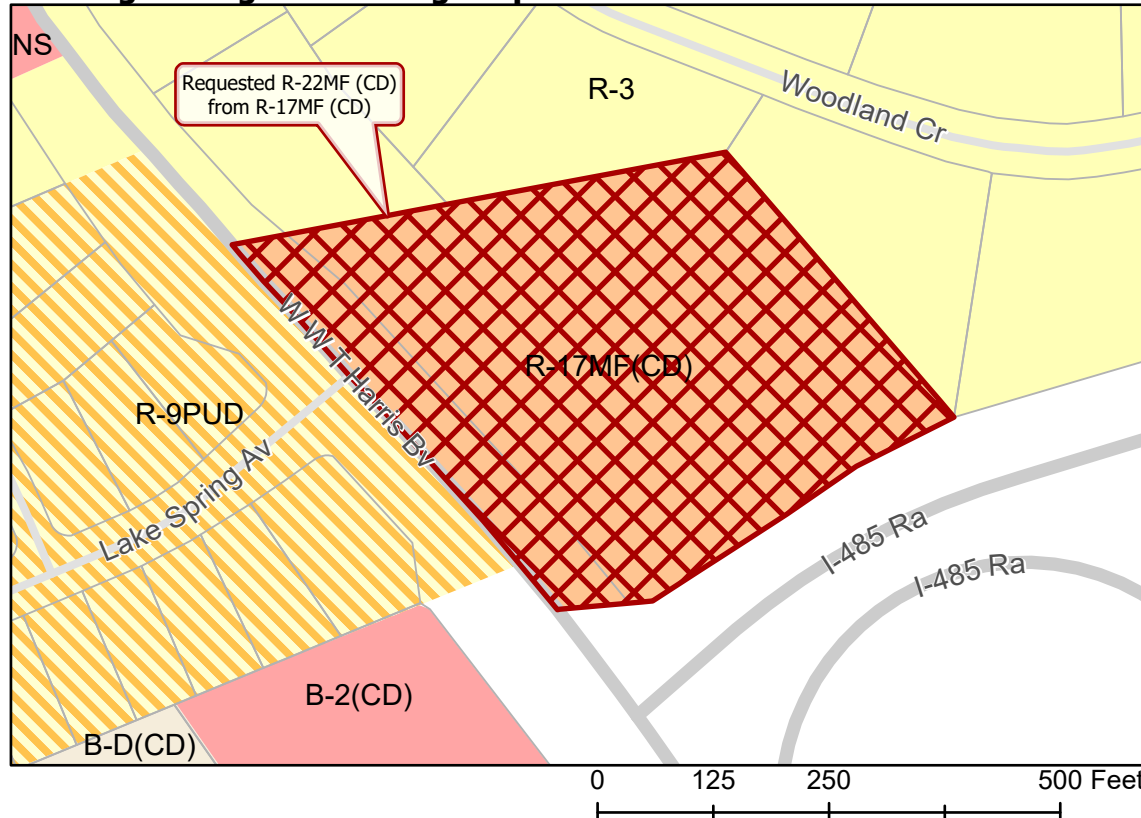 NS
Requested R-22MF (CD)
from R-17MF (CD)
R-3
Woodland Cr
R-17MF(CD)
W W T Harris Bv
R-9PUD
Lake Spring Av
I-485 Ra
I-485 Ra
B-2(CD)
B-D(CD)
0 125 250 500 Feet